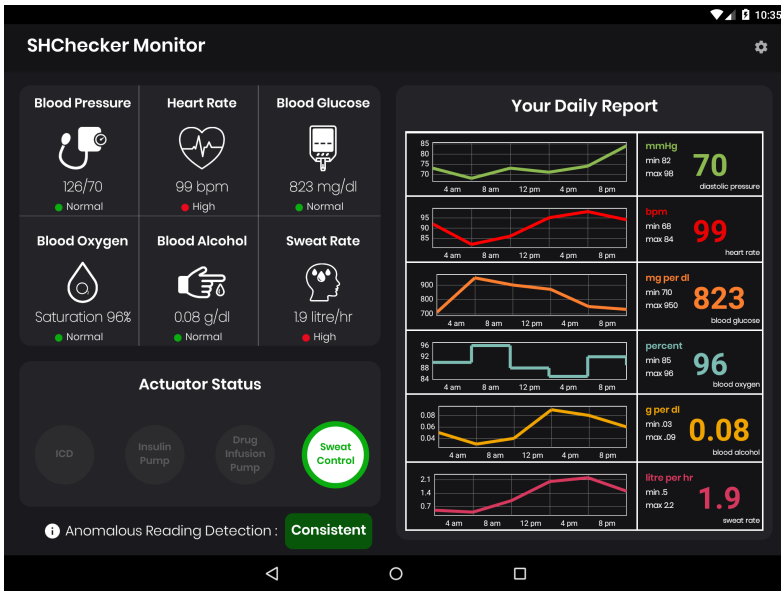 10:35
SHChecker Monitor
Blood Pressure
Heart Rate
Blood Glucose
126/70
99 bpm
823 mg/dl
Normal
High
Normal
Blood Oxygen
Blood Alcohol
Sweat Rate
Saturation 96%
0.08 g/dl
1.9 litre/hr
Normal
Normal
High
Actuator Status
ICD
Insulin
Pump
Drug
Infusion
Pump
Sweat
Control
Anomalous Reading Detection :
Consistent
Your Daily Report
85
80
75
70
4 am 8 am 12 pm 4 am 8 pm
mmHg
min 82
max 98
70
diastolic pressure
95
90
85
4 am 8 am 12 pm 4 am 8 pm
bpm
min 68
max 84
99
heart rate
900
800
700
4 am 8 am 12 pm 4 am 8 pm
mg per dl
min 710
max 950
823
blood glucose
96
92
88
84
4 am 8 am 12 pm 4 am 8 pm
percent
min 85
max 96
96
blood oxygen
0.08
0.06
0.04
4 am 8 am 12 pm 4 am 8 pm
g per dl
min .03
max .09
0.08
blood alcohol
2.1
1.4
0.7
4 am 8 am 12 pm 4 am 8 pm
litre per hr
min .5
max 2.2
1.9
sweat rate